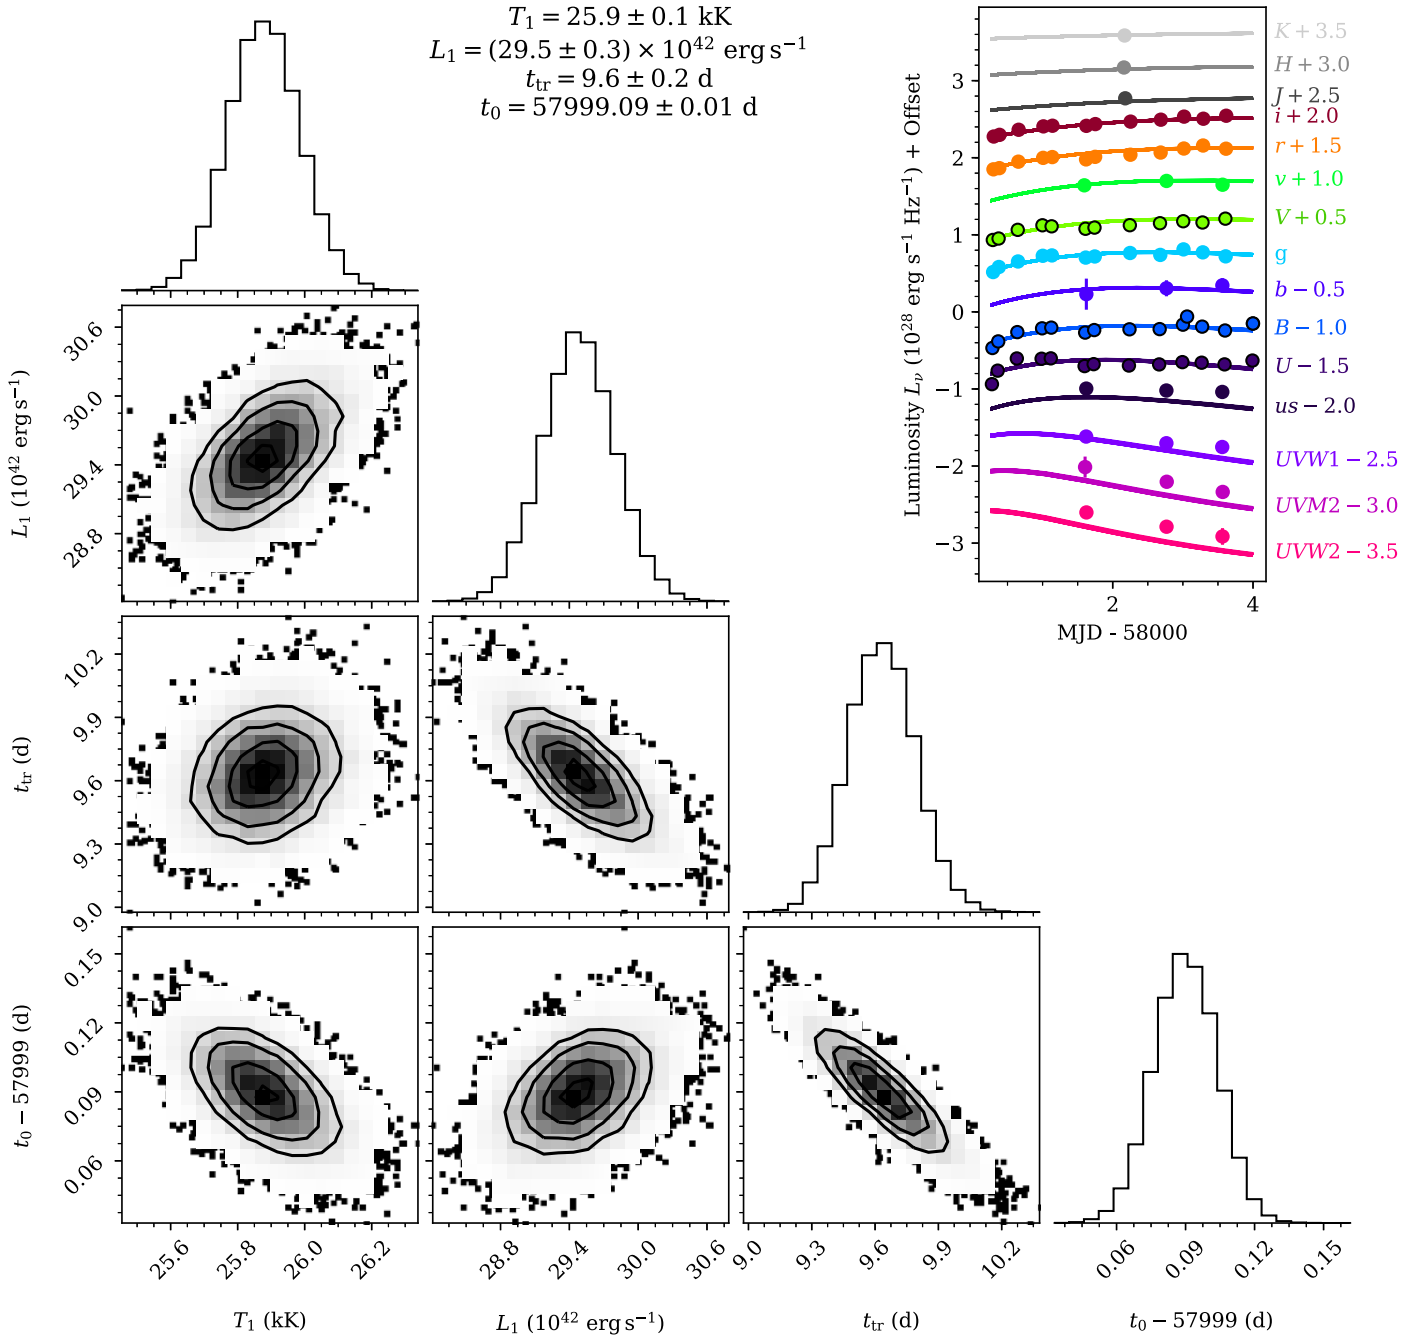 T₁ = 25.9 ± 0.1 kK
L₁ = (29.5 ± 0.3) × 10⁴² erg s⁻¹
t_tr = 9.6 ± 0.2 d
t₀ = 57999.09 ± 0.01 d
Luminosity L_ν (10²⁸ erg s⁻¹ Hz⁻¹) + Offset
3
2
1
0
−1
−2
−3
K + 3.5
H + 3.0
J + 2.5
i + 2.0
r + 1.5
v + 1.0
V + 0.5
g
b − 0.5
B − 1.0
U − 1.5
us − 2.0
UVW1 − 2.5
UVM2 − 3.0
UVW2 − 3.5
2 4
MJD - 58000
L₁ (10⁴² erg s⁻¹)
30.6
30.0
29.4
28.8
t_tr (d)
10.2
9.9
9.6
9.3
9.0
t₀ − 57999 (d)
0.15
0.12
0.09
0.06
25.6 25.8 26.0 26.2
T₁ (kK)
28.8 29.4 30.0 30.6
L₁ (10⁴² erg s⁻¹)
9.0 9.3 9.6 9.9 10.2
t_tr (d)
0.06 0.09 0.12 0.15
t₀ − 57999 (d)